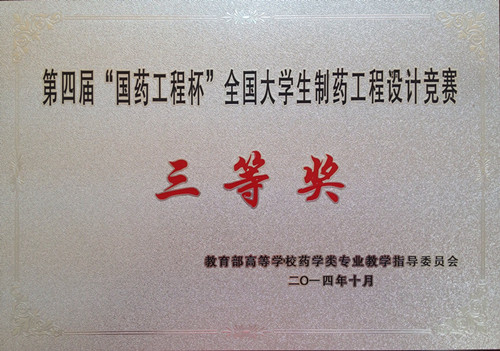 第四届“国药工程杯”全国大学生制药工程设计竞赛
三等奖
教育部高等学校药学类专业教学指导委员会
二〇一四年十月